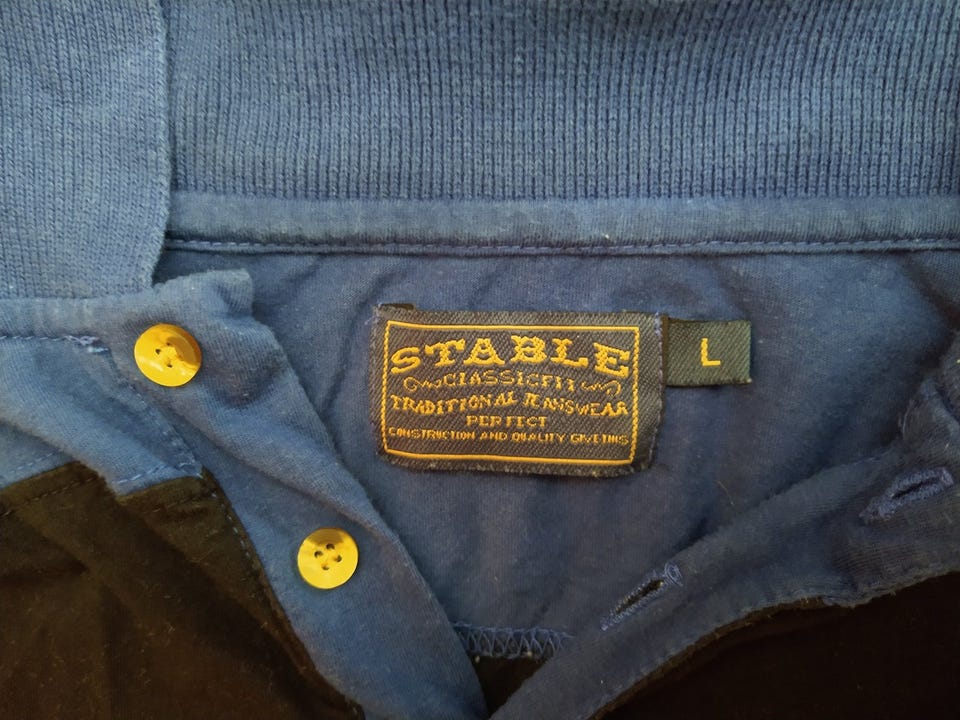 STABLE
CLASSIC FIT
TRADITIONAL JEANSWEAR
PERFECT
CONSTRUCTION AND QUALITY GIVE THIS
L